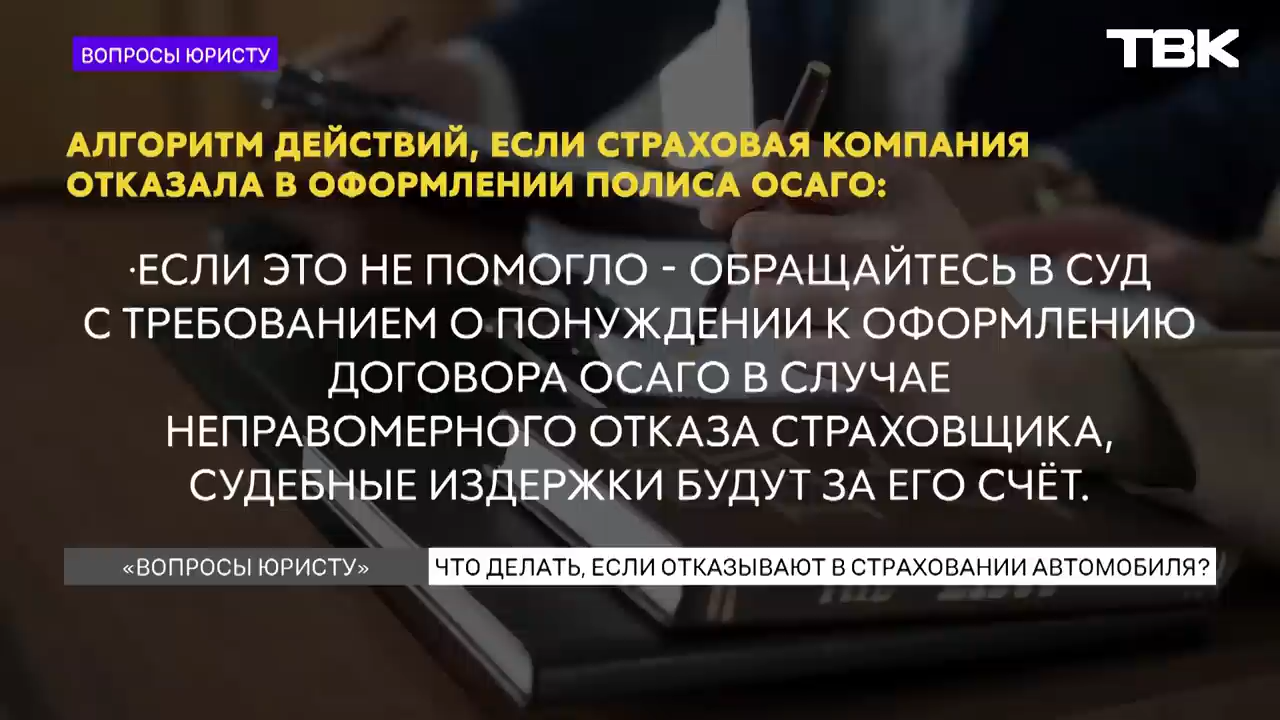 ВОПРОСЫ ЮРИСТУ
ТВК
АЛГОРИТМ ДЕЙСТВИЙ, ЕСЛИ СТРАХОВАЯ КОМПАНИЯ
ОТКАЗАЛА В ОФОРМЛЕНИИ ПОЛИСА ОСАГО:
·ЕСЛИ ЭТО НЕ ПОМОГЛО - ОБРАЩАЙТЕСЬ В СУД
С ТРЕБОВАНИЕМ О ПОНУЖДЕНИИ К ОФОРМЛЕНИЮ
ДОГОВОРА ОСАГО В СЛУЧАЕ
НЕПРАВОМЕРНОГО ОТКАЗА СТРАХОВЩИКА,
СУДЕБНЫЕ ИЗДЕРЖКИ БУДУТ ЗА ЕГО СЧЁТ.
«ВОПРОСЫ ЮРИСТУ»
ЧТО ДЕЛАТЬ, ЕСЛИ ОТКАЗЫВАЮТ В СТРАХОВАНИИ АВТОМОБИЛЯ?